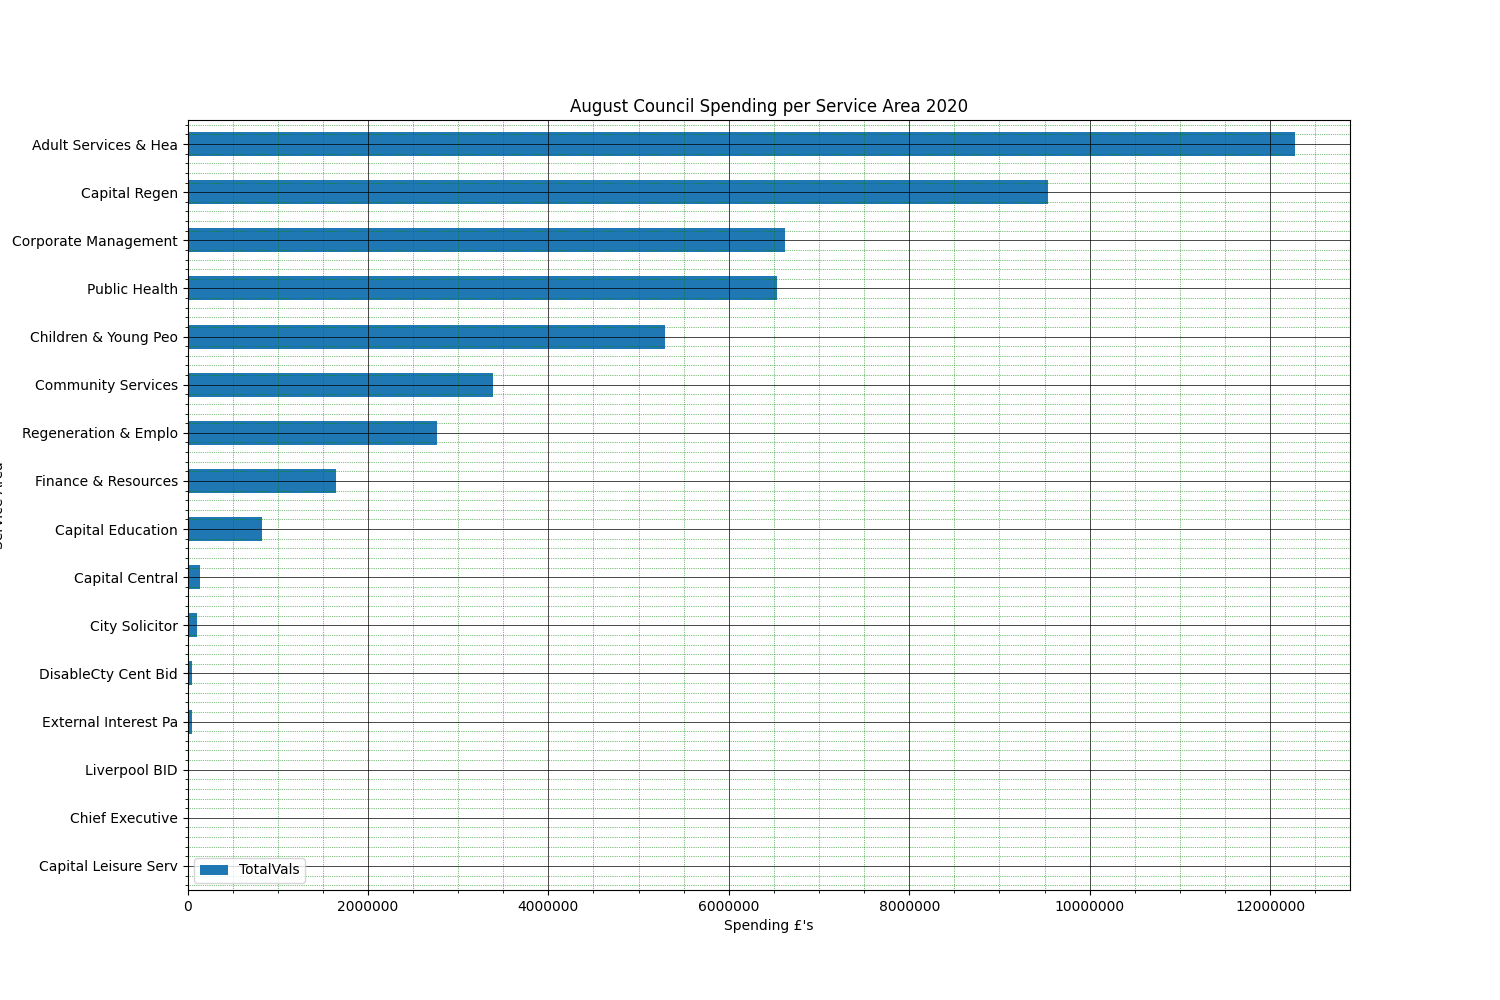 August Council Spending per Service Area 2020
Adult Services & Hea
Capital Regen
Corporate Management
Public Health
Children & Young Peo
Community Services
Regeneration & Emplo
Finance & Resources
Capital Education
Capital Central
City Solicitor
DisableCty Cent Bid
External Interest Pa
Liverpool BID
Chief Executive
Capital Leisure Serv
TotalVals
0 2000000 4000000 6000000 8000000 10000000 12000000
Spending £'s